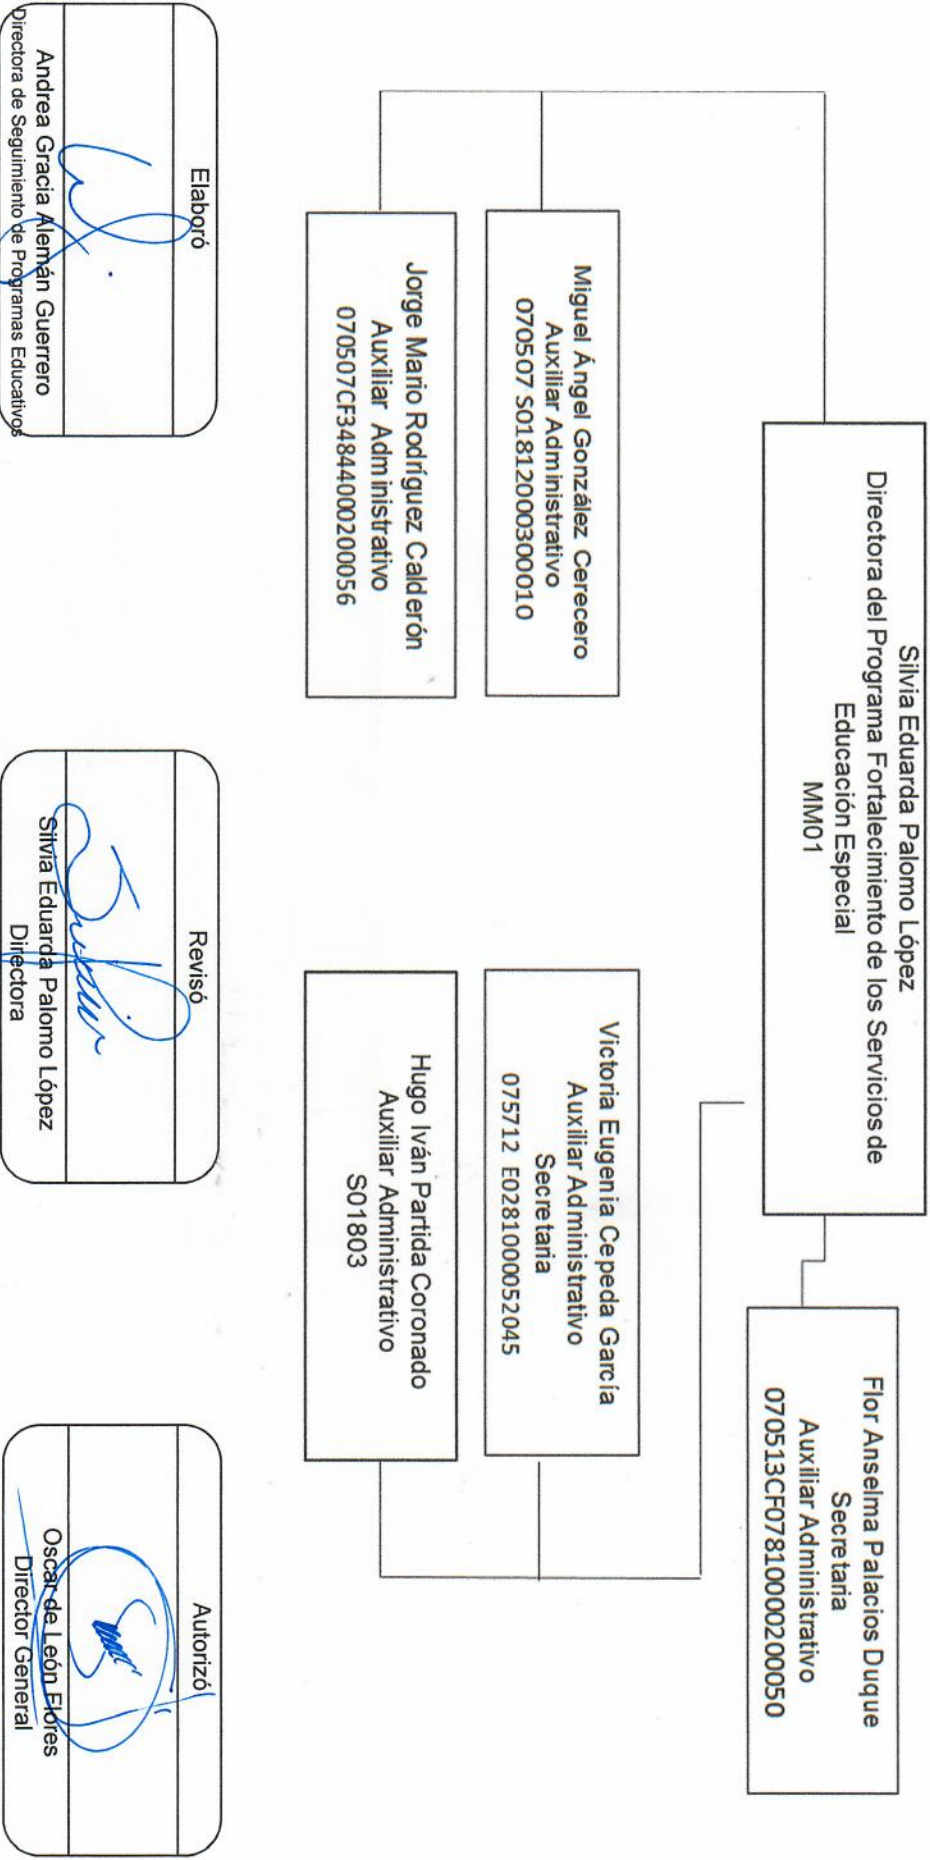 Silvia Eduarda Palomo López
Directora del Programa Fortalecimiento de los Servicios de
Educación Especial
MM01
Flor Anselma Palacios Duque
Secretaria
Auxiliar Administrativo
070513CF0781000200050
Miguel Ángel González Cerecero
Auxiliar Administrativo
070507 S01812000300010
Victoria Eugenia Cepeda García
Auxiliar Administrativo
Secretaria
075712 E0281000052045
Jorge Mario Rodríguez Calderón
Auxiliar Administrativo
070507CF34844000200056
Hugo Iván Partida Coronado
Auxiliar Administrativo
S01803
Elaboró
Andrea Gracia Alemán Guerrero
Directora de Seguimiento de Programas Educativos
Revisó
Silvia Eduarda Palomo López
Directora
Autorizó
Oscar de León Flores
Director General